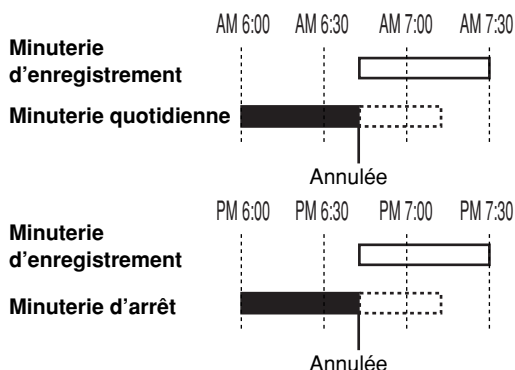 AM 6:00 AM 6:30 AM 7:00 AM 7:30
Minuterie
d'enregistrement
Minuterie quotidienne
Annulée
PM 6:00 PM 6:30 PM 7:00 PM 7:30
Minuterie
d'enregistrement
Minuterie d'arrêt
Annulée